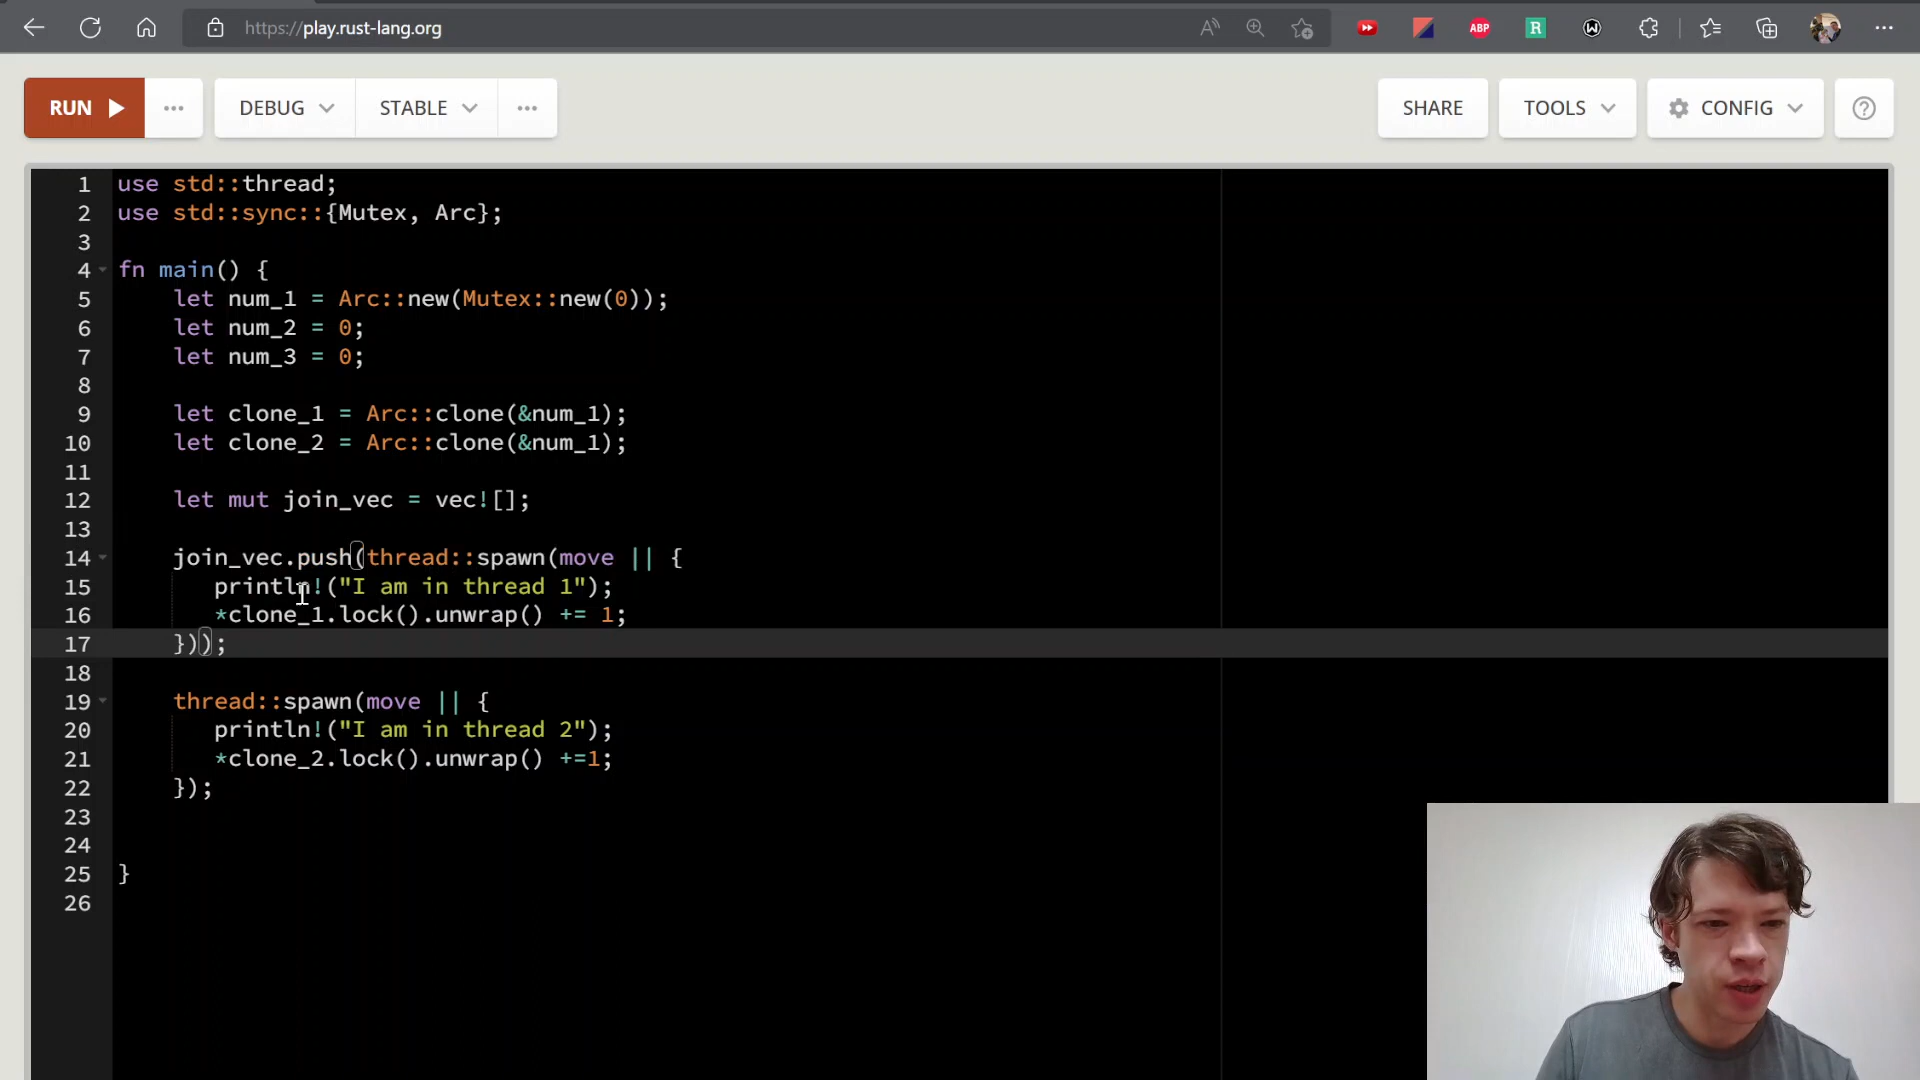 https://play.rust-lang.org
ABP
R
RUN
DEBUG
STABLE
SHARE
TOOLS
CONFIG
1 use std::thread;
2 use std::sync::{Mutex, Arc};
3
4 fn main() {
5 let num_1 = Arc::new(Mutex::new(0));
6 let num_2 = 0;
7 let num_3 = 0;
8
9 let clone_1 = Arc::clone(&num_1);
10 let clone_2 = Arc::clone(&num_1);
11
12 let mut join_vec = vec![];
13
14 join_vec.push(thread::spawn(move || {
15 println!("I am in thread 1");
16 *clone_1.lock().unwrap() += 1;
17 }));
18
19 thread::spawn(move || {
20 println!("I am in thread 2");
21 *clone_2.lock().unwrap() +=1;
22 });
23
24
25 }
26